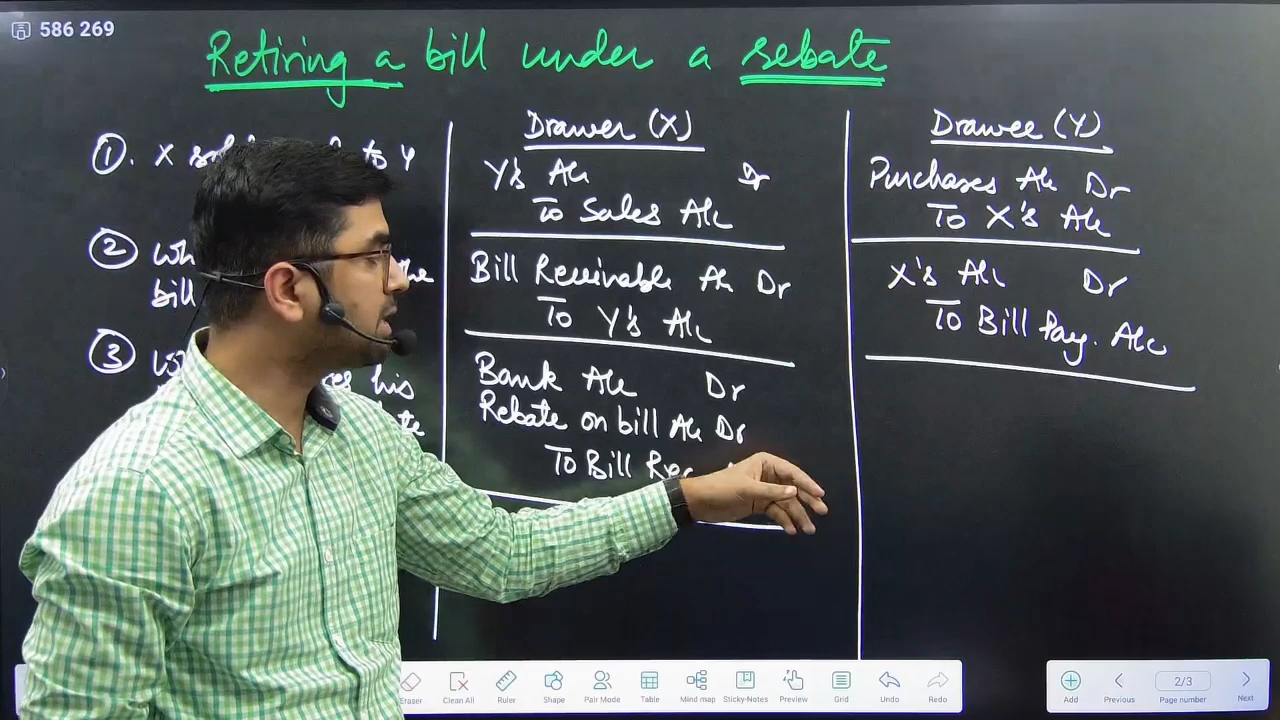 586 269
Retiring a bill under a rebate
①. X to Y
②
bill
③
his
Drawer (X)
Y's A/c Dr
To Sales A/c
Bill Receivable A/c Dr
To Y's A/c
Bank A/c Dr
Rebate on bill A/c Dr
To Bill
Drawee (Y)
Purchases A/c Dr
To X's A/c
X's A/c Dr
To Bill Pay. A/c
Eraser
Clean All
Ruler
Shape
Pair Mode
Table
Mind map
Sticky-Notes
Preview
Grid
Undo
Redo
Add
Previous
2/3
Page number
Next